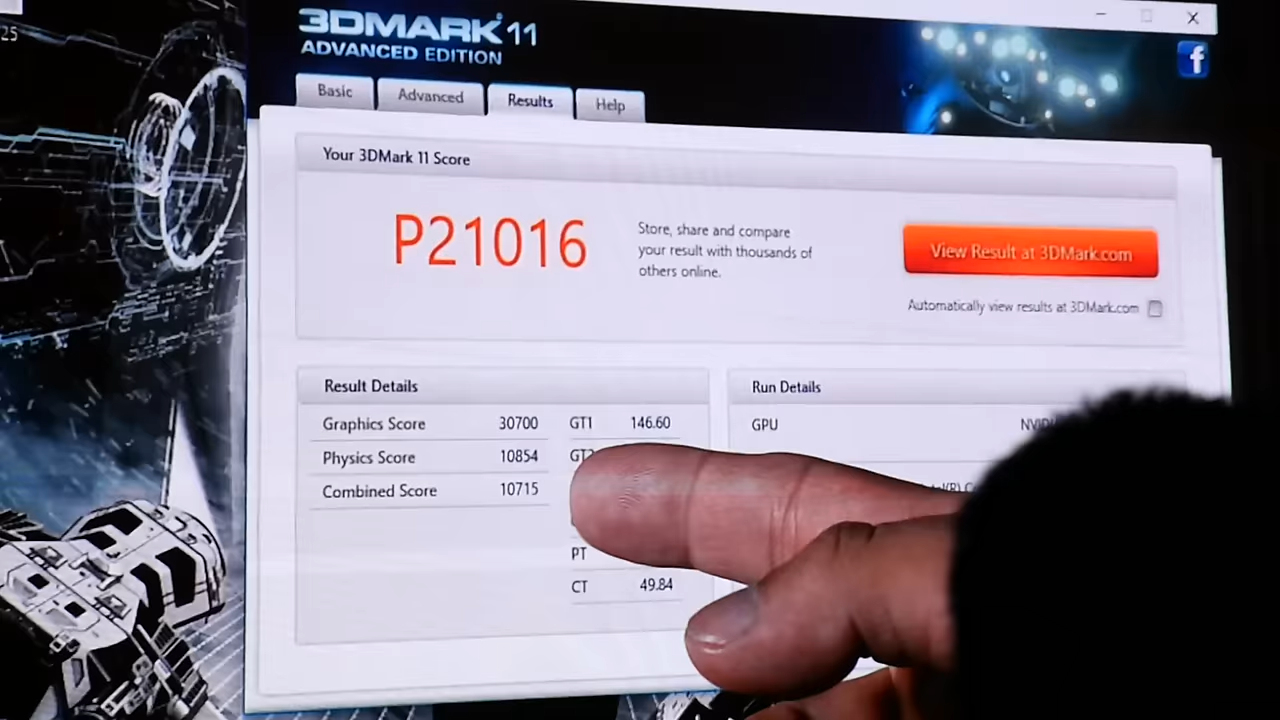 25
3DMARK 11
ADVANCED EDITION
f
Basic
Advanced
Results
Help
Your 3DMark 11 Score
P21016
Store, share and compare
your result with thousands of
others online.
View Result at 3DMark.com
Automatically view results at 3DMark.com
Result Details
Graphics Score 30700
Physics Score 10854
Combined Score 10715
GT1 146.60
PT
CT 49.84
Run Details
GPU